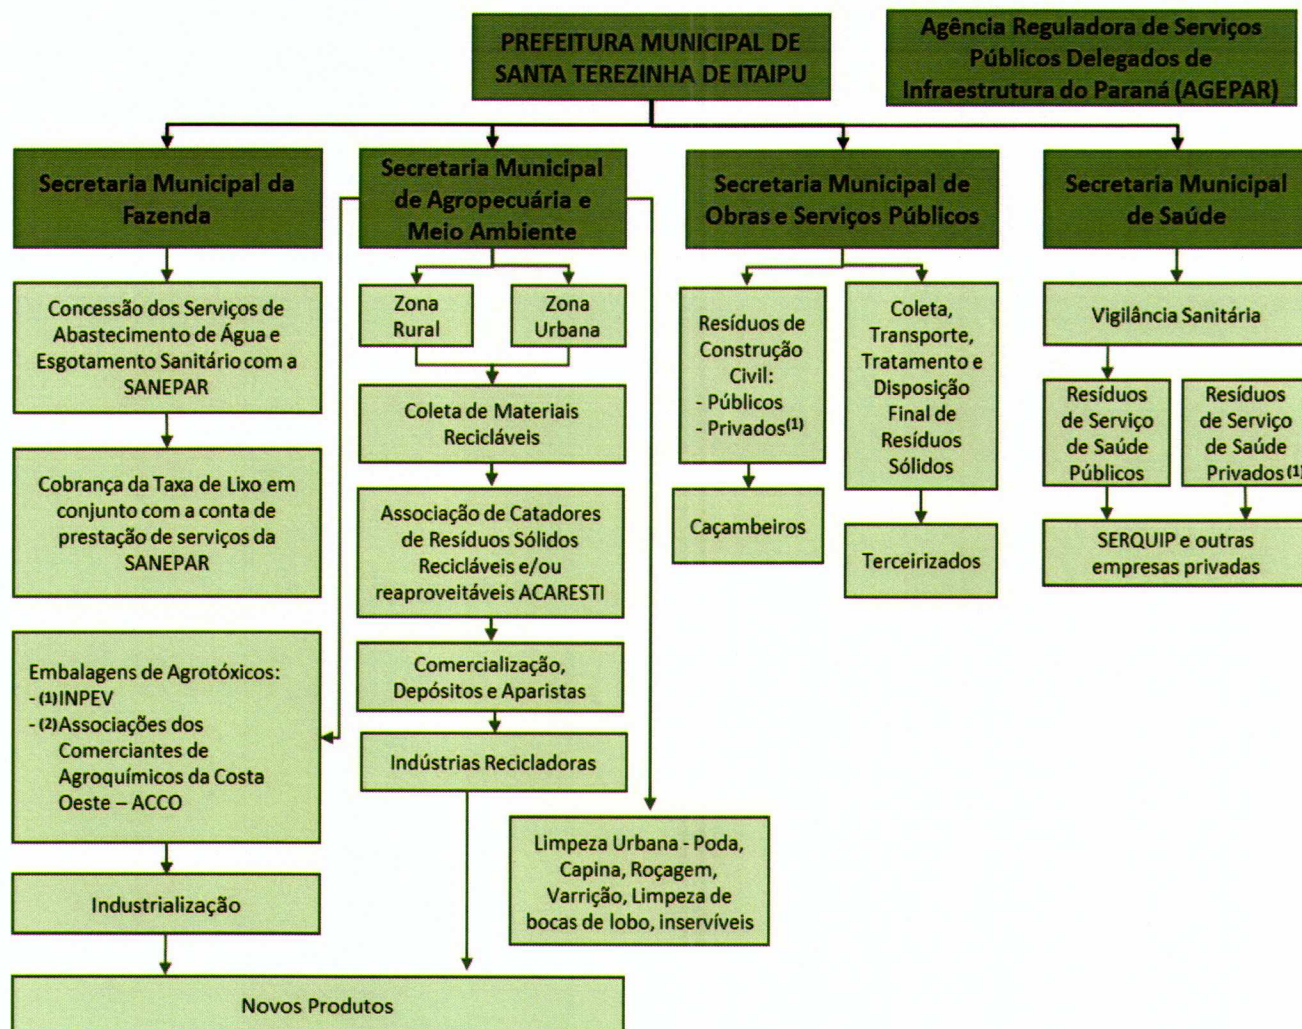 PREFEITURA MUNICIPAL DE
SANTA TEREZINHA DE ITAIPU
Agência Reguladora de Serviços
Públicos Delegados de
Infraestrutura do Paraná (AGEPAR)
Secretaria Municipal da
Fazenda
Secretaria Municipal
de Agropecuária e
Meio Ambiente
Secretaria Municipal de
Obras e Serviços Públicos
Secretaria Municipal
de Saúde
Concessão dos Serviços de
Abastecimento de Água e
Esgotamento Sanitário com a
SANEPAR
Cobrança da Taxa de Lixo em
conjunto com a conta de
prestação de serviços da
SANEPAR
Embalagens de Agrotóxicos:
- (1) INPEV
- (2) Associações dos
Comerciantes de
Agroquímicos da Costa
Oeste – ACCO
Industrialização
Zona
Rural
Zona
Urbana
Coleta de Materiais
Recicláveis
Associação de Catadores
de Resíduos Sólidos
Recicláveis e/ou
reaproveitáveis ACARESTI
Comercialização,
Depósitos e Aparistas
Indústrias Recicladoras
Novos Produtos
Limpeza Urbana - Poda,
Capina, Roçagem,
Varrição, Limpeza de
bocas de lobo, inservíveis
Resíduos de
Construção
Civil:
- Públicos
- Privados(1)
Caçambeiros
Coleta,
Transporte,
Tratamento e
Disposição
Final de
Resíduos
Sólidos
Terceirizados
Vigilância Sanitária
Resíduos
de Serviço
de Saúde
Públicos
Resíduos
de Serviço
de Saúde
Privados (1)
SERQUIP e outras
empresas privadas